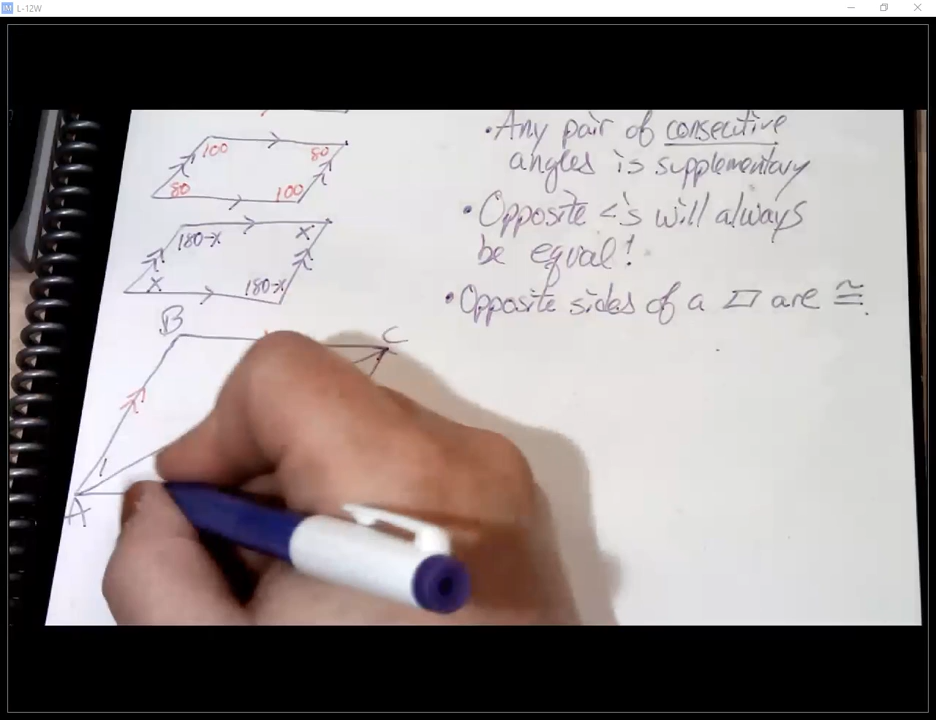 L-12W
•Any pair of consecutive
angles is supplementary
•Opposite <'s will always
be equal!
•Opposite sides of a ▱ are ≅.
100 80
80 100
180-x x
x 180-x
B C
1
A